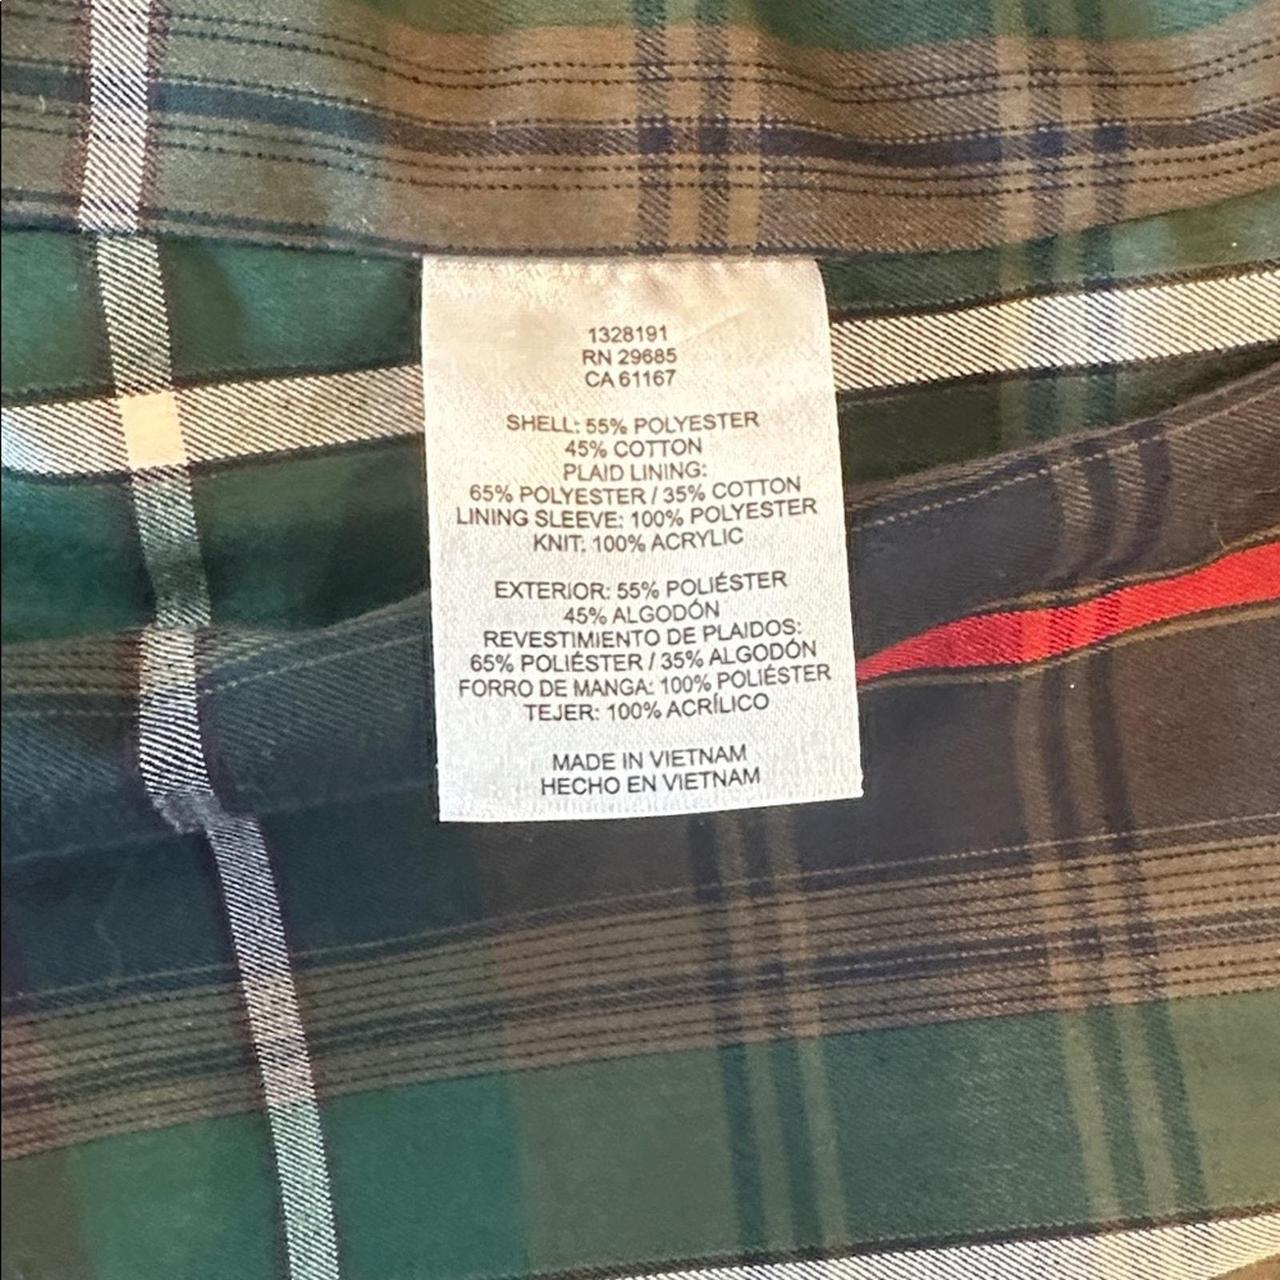 1328191
RN 29685
CA 61167
SHELL: 55% POLYESTER
45% COTTON
PLAID LINING:
65% POLYESTER / 35% COTTON
LINING SLEEVE: 100% POLYESTER
KNIT: 100% ACRYLIC
EXTERIOR: 55% POLIÉSTER
45% ALGODÓN
REVESTIMIENTO DE PLAIDOS:
65% POLIÉSTER / 35% ALGODÓN
FORRO DE MANGA: 100% POLIÉSTER
TEJER: 100% ACRÍLICO
MADE IN VIETNAM
HECHO EN VIETNAM